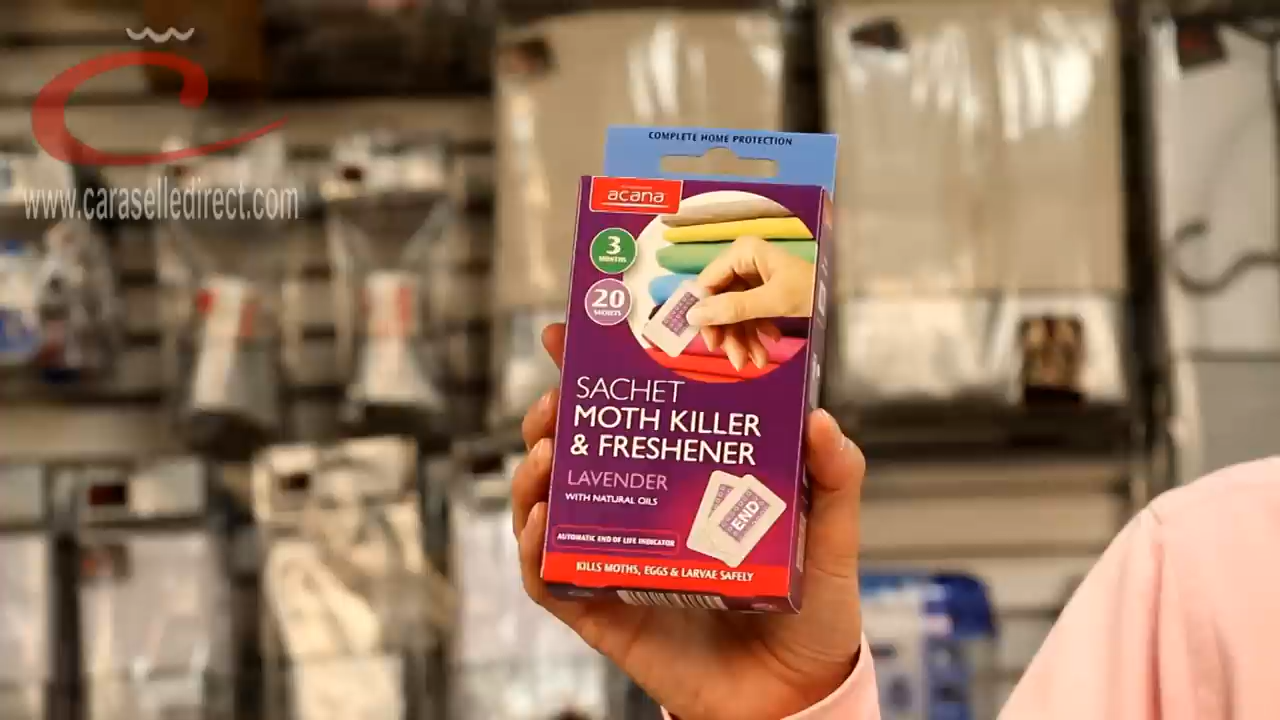 www.caraselledirect.com
COMPLETE HOME PROTECTION
acana
3
MONTHS
20
SACHET
MOTH KILLER
& FRESHENER
LAVENDER
WITH NATURAL OILS
END
AUTOMATIC END OF LIFE INDICATOR
KILLS MOTHS, EGGS & LARVAE SAFELY